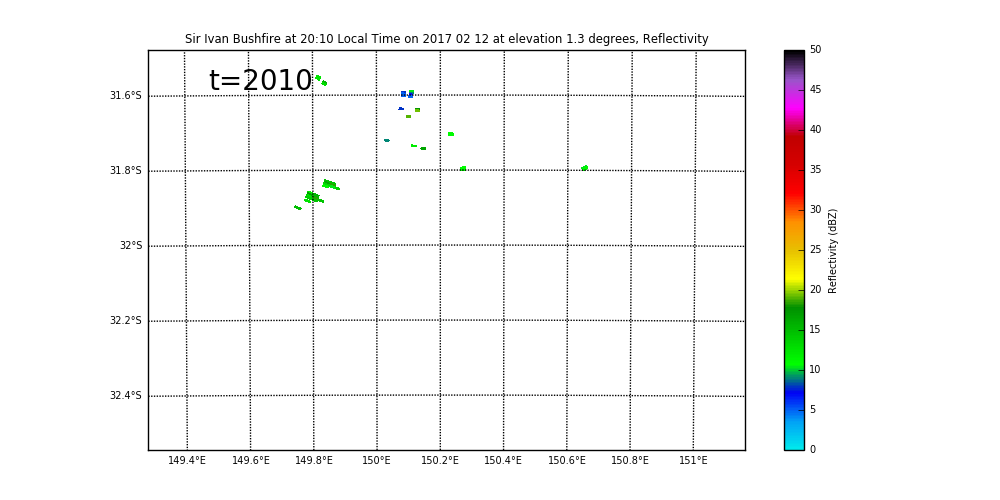 Sir Ivan Bushfire at 20:10 Local Time on 2017 02 12 at elevation 1.3 degrees, Reflectivity
t=2010
31.6°S
31.8°S
32°S
32.2°S
32.4°S
149.4°E 149.6°E 149.8°E 150°E 150.2°E 150.4°E 150.6°E 150.8°E 151°E
50
45
40
35
30
25
20
15
10
5
0
Reflectivity (dBZ)